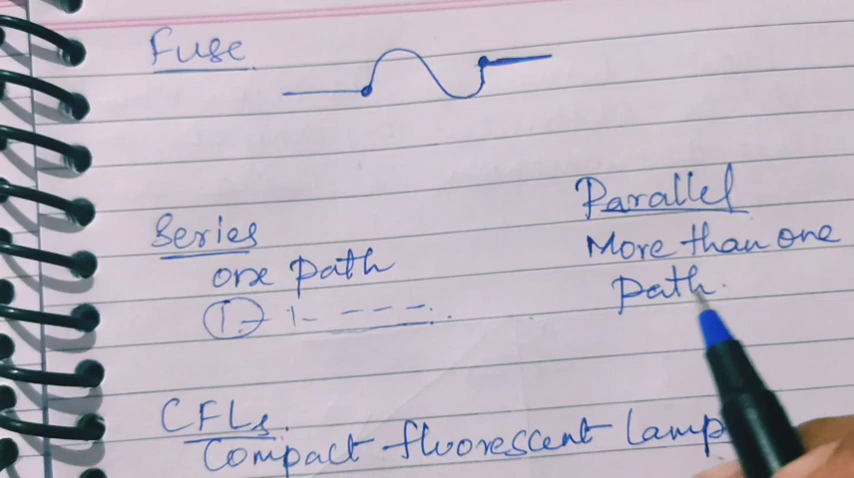 Fuse
Series
one path
Parallel
More than one
path.
CFLs.
Compact fluorescent lamp